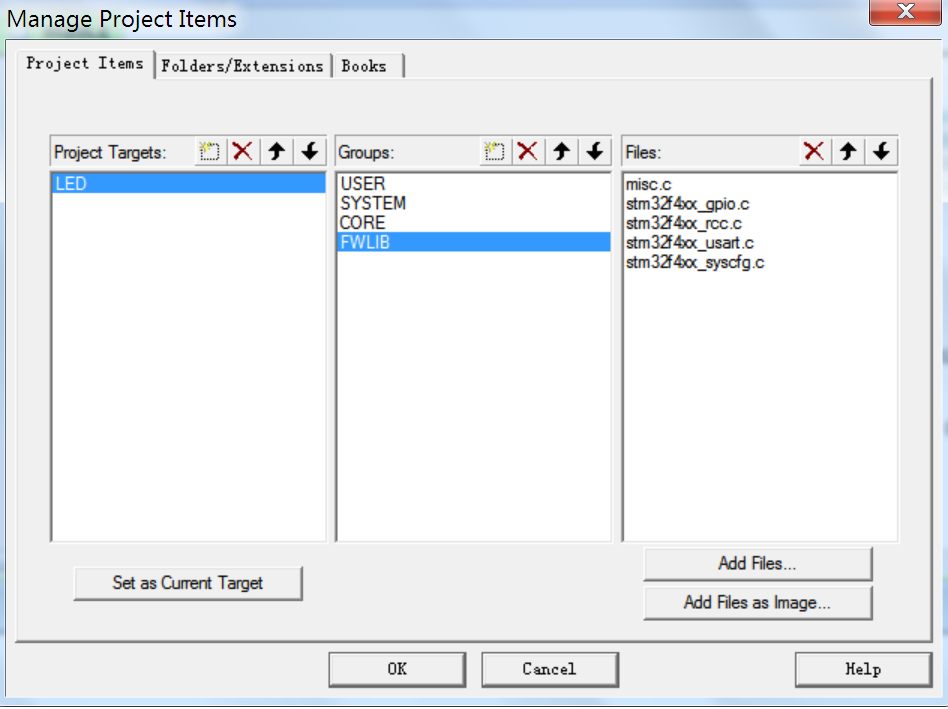 Manage Project Items
Project Items
Folders/Extensions
Books
Project Targets:
Groups:
Files:
LED
USER
SYSTEM
CORE
FWLIB
misc.c
stm32f4xx_gpio.c
stm32f4xx_rcc.c
stm32f4xx_usart.c
stm32f4xx_syscfg.c
Set as Current Target
Add Files...
Add Files as Image...
OK
Cancel
Help